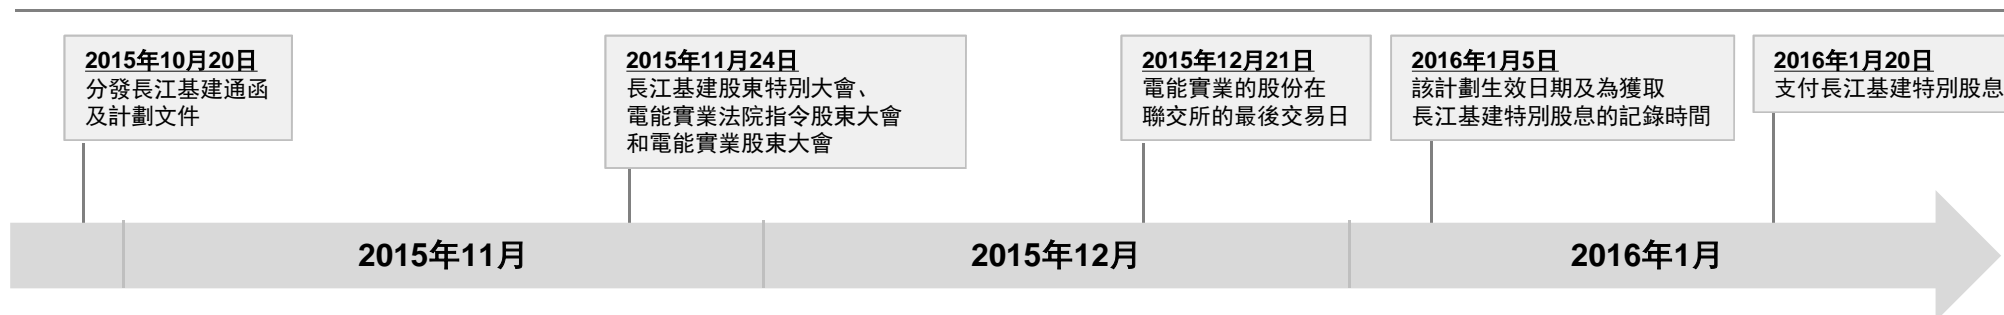 2015年10月20日
分發長江基建通函
及計劃文件
2015年11月24日
長江基建股東特別大會、
電能實業法院指令股東大會
和電能實業股東大會
2015年12月21日
電能實業的股份在
聯交所的最後交易日
2016年1月5日
該計劃生效日期及為獲取
長江基建特別股息的記錄時間
2016年1月20日
支付長江基建特別股息
2015年11月
2015年12月
2016年1月